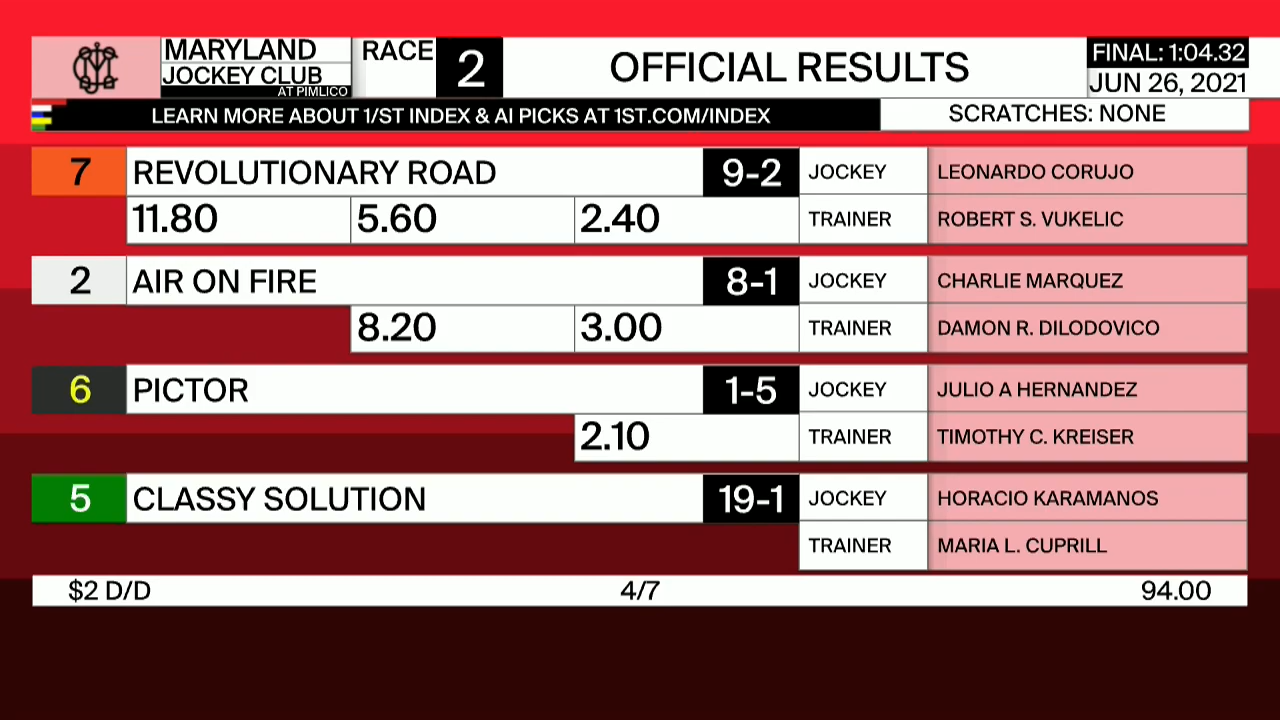 MARYLAND
JOCKEY CLUB
AT PIMLICO
RACE 2
OFFICIAL RESULTS
FINAL: 1:04.32
JUN 26, 2021
LEARN MORE ABOUT 1/ST INDEX & AI PICKS AT 1ST.COM/INDEX
SCRATCHES: NONE
7 REVOLUTIONARY ROAD 9-2 JOCKEY LEONARDO CORUJO
11.80 5.60 2.40 TRAINER ROBERT S. VUKELIC
2 AIR ON FIRE 8-1 JOCKEY CHARLIE MARQUEZ
8.20 3.00 TRAINER DAMON R. DILODOVICO
6 PICTOR 1-5 JOCKEY JULIO A HERNANDEZ
2.10 TRAINER TIMOTHY C. KREISER
5 CLASSY SOLUTION 19-1 JOCKEY HORACIO KARAMANOS
TRAINER MARIA L. CUPRILL
$2 D/D 4/7 94.00